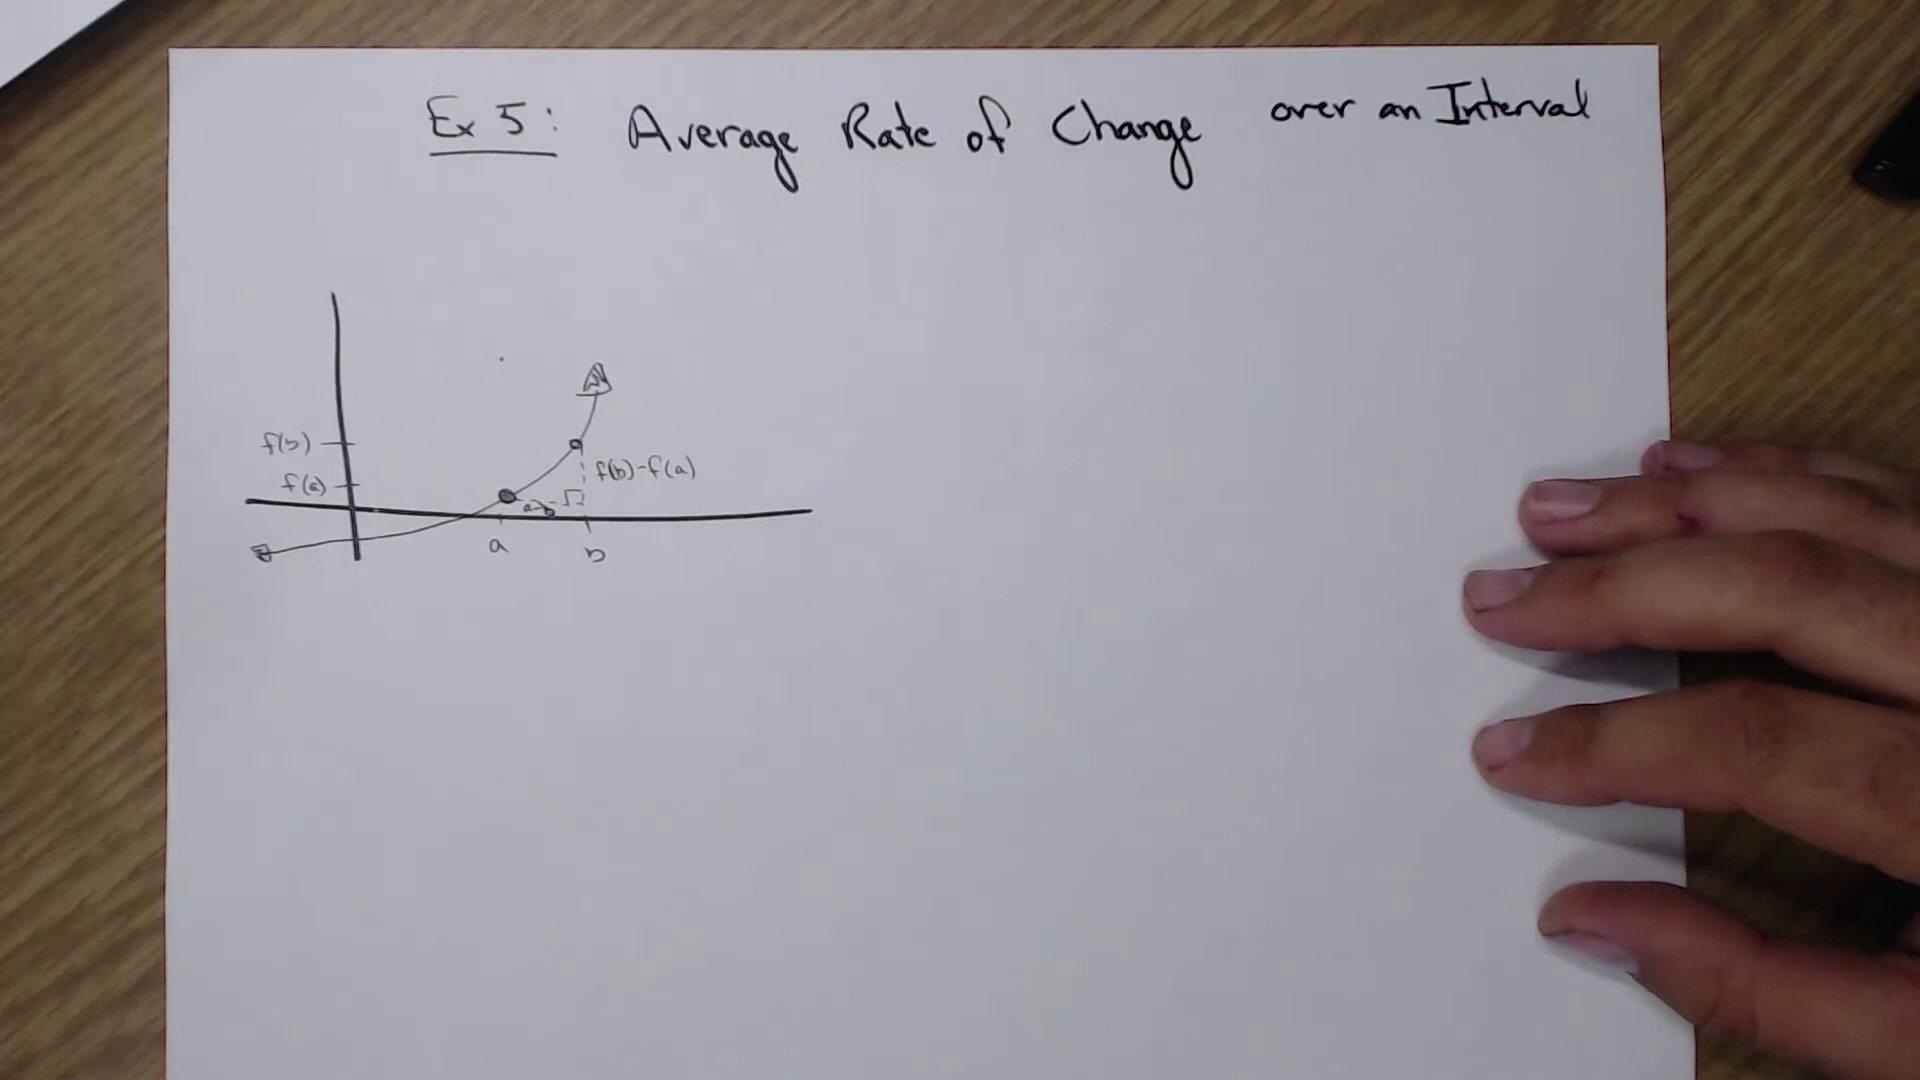 Ex 5: Average Rate of Change over an Interval
f(b)
f(b)-f(a)
f(a)
a
b